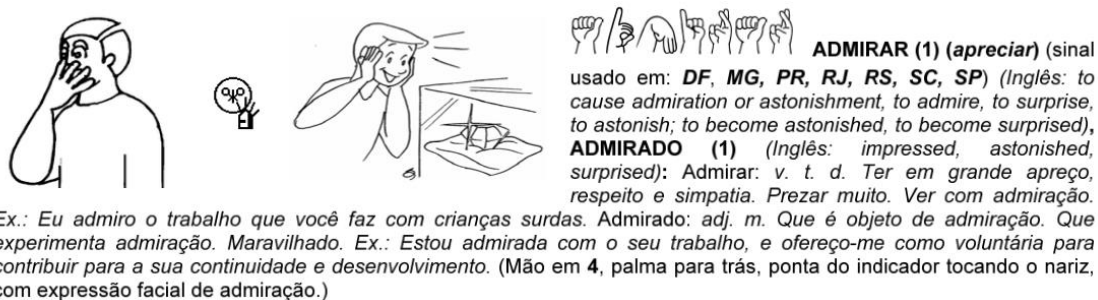 ADMIRAR (1) (apreciar) (sinal
usado em: DF, MG, PR, RJ, RS, SC, SP) (Inglês: to
cause admiration or astonishment, to admire, to surprise,
to astonish; to become astonished, to become surprised),
ADMIRADO (1) (Inglês: impressed, astonished,
surprised): Admirar: v. t. d. Ter em grande apreço,
respeito e simpatia. Prezar muito. Ver com admiração.
Ex.: Eu admiro o trabalho que você faz com crianças surdas. Admirado: adj. m. Que é objeto de admiração. Que
experimenta admiração. Maravilhado. Ex.: Estou admirada com o seu trabalho, e ofereço-me como voluntária para
contribuir para a sua continuidade e desenvolvimento. (Mão em 4, palma para trás, ponta do indicador tocando o nariz,
com expressão facial de admiração.)